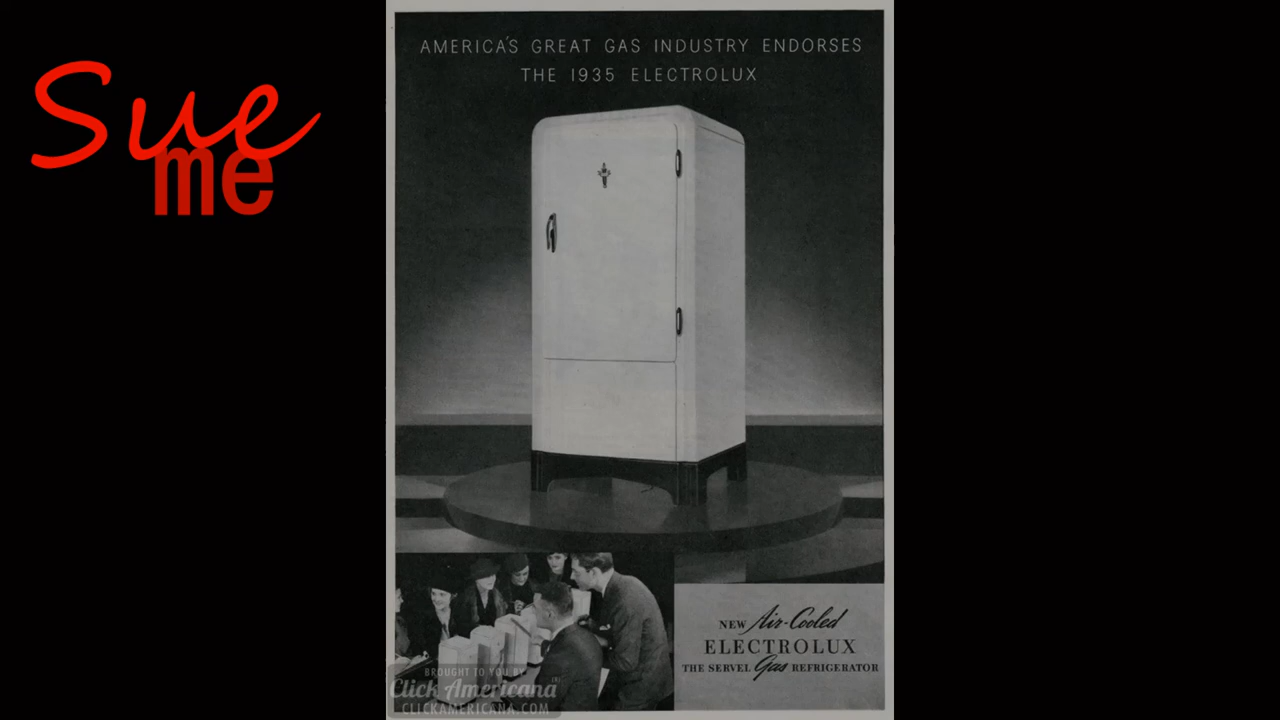 Sue
me
AMERICA'S GREAT GAS INDUSTRY ENDORSES
THE 1935 ELECTROLUX
NEW Air-Cooled
ELECTROLUX
THE SERVEL Gas REFRIGERATOR
BROUGHT TO YOU BY
Click Americana (R)
CLICKAMERICANA.COM